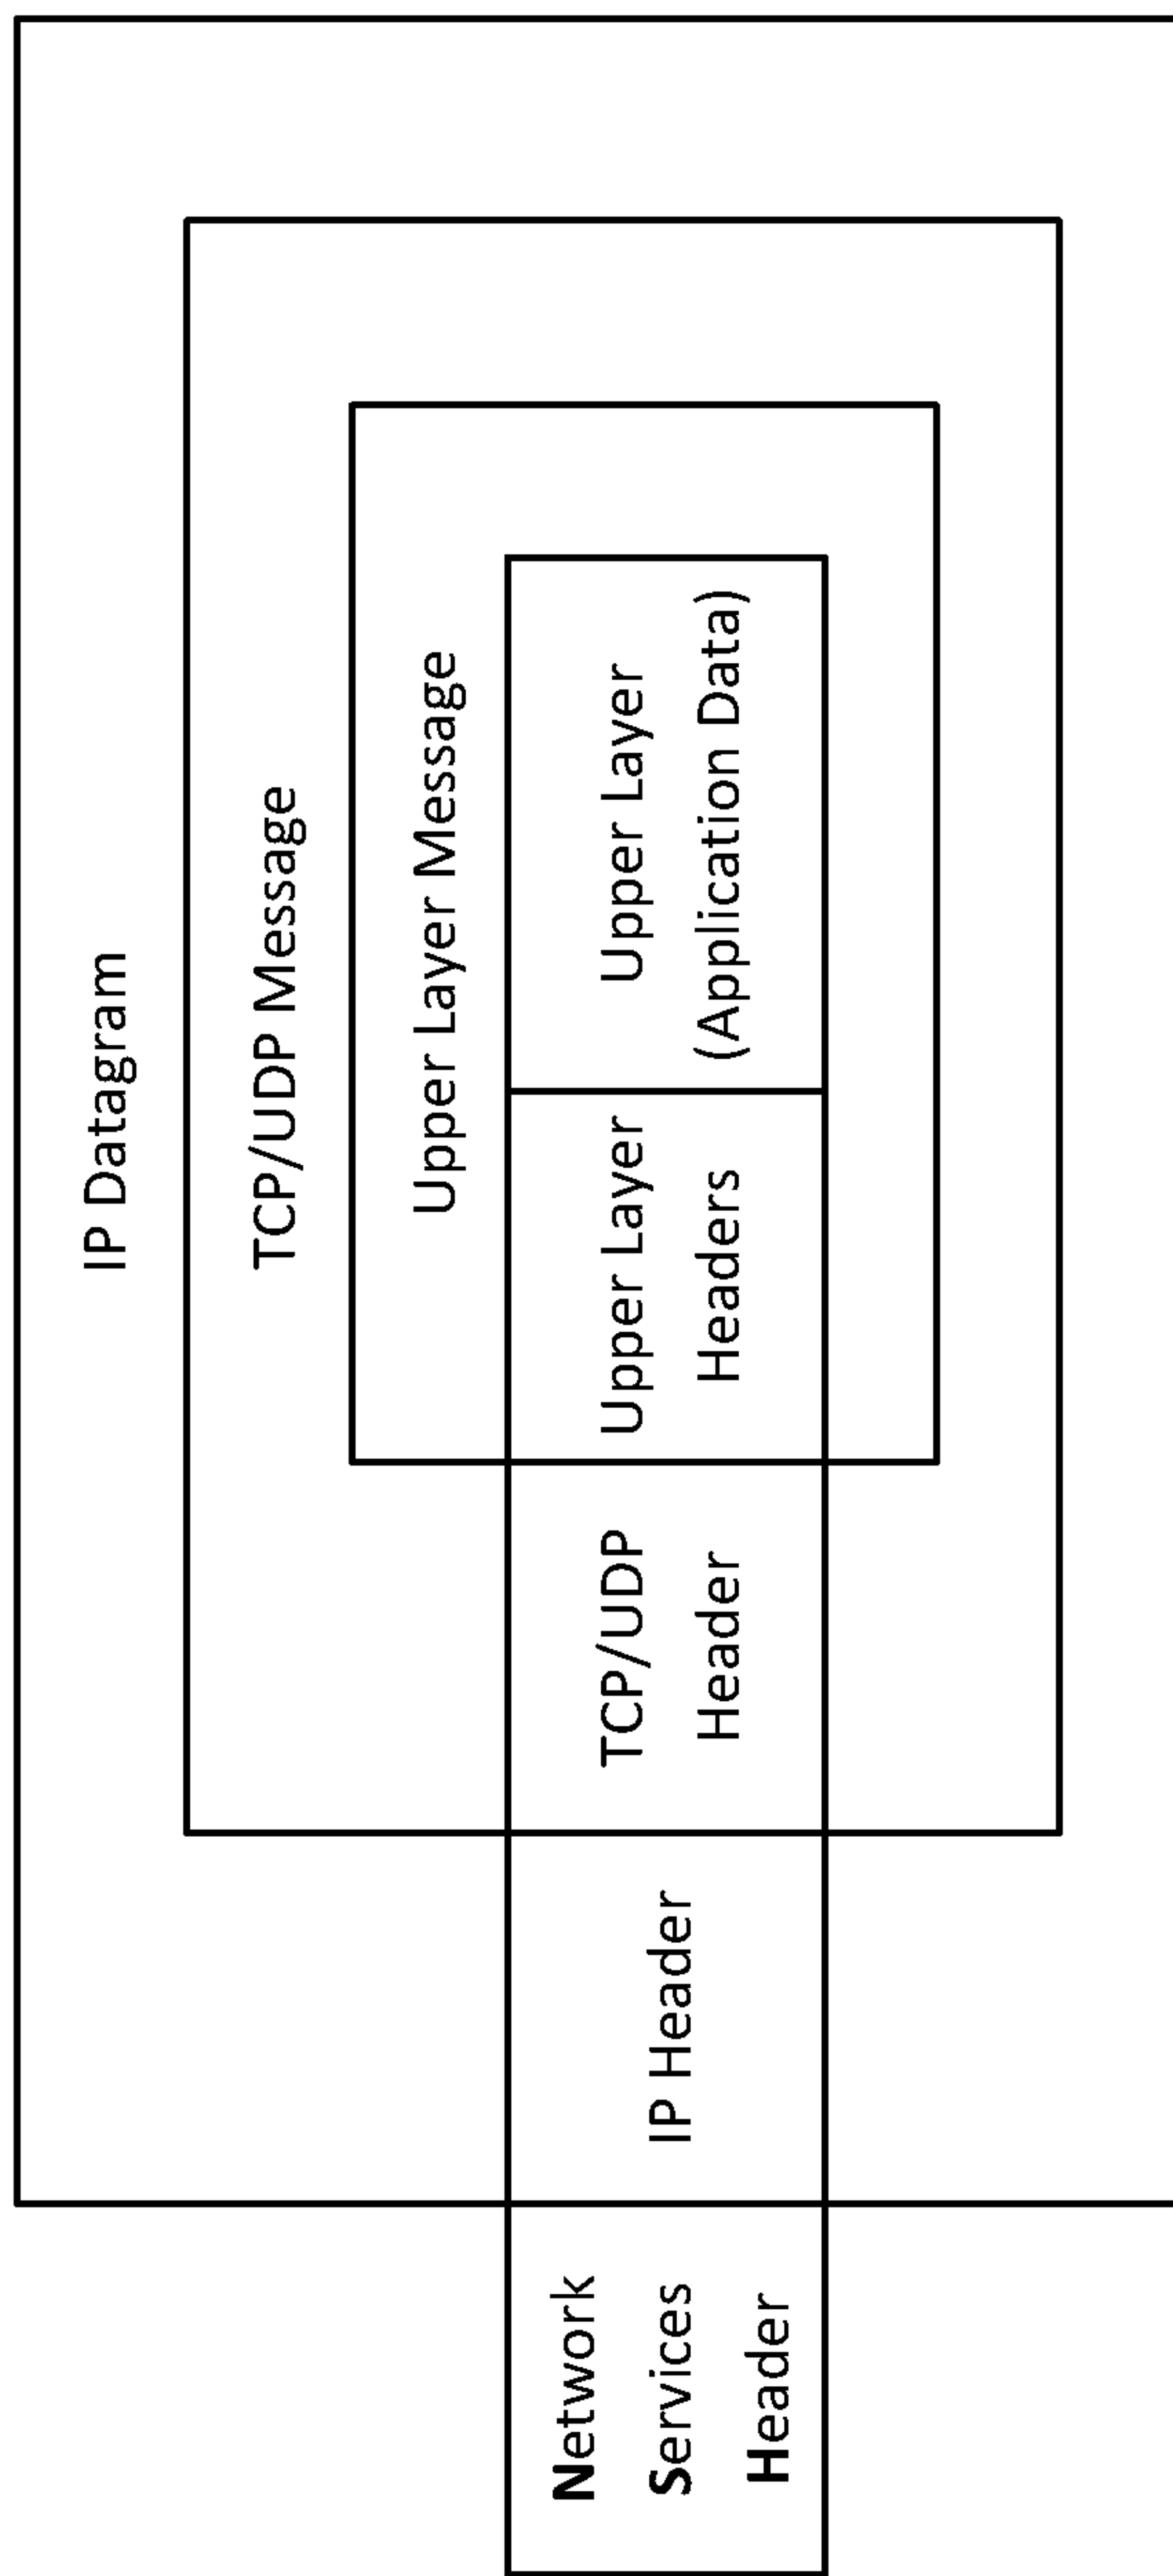 IP Datagram
TCP/UDP Message
Upper Layer Message
Network
Services
Header
IP Header
TCP/UDP
Header
Upper Layer
Headers
Upper Layer
(Application Data)